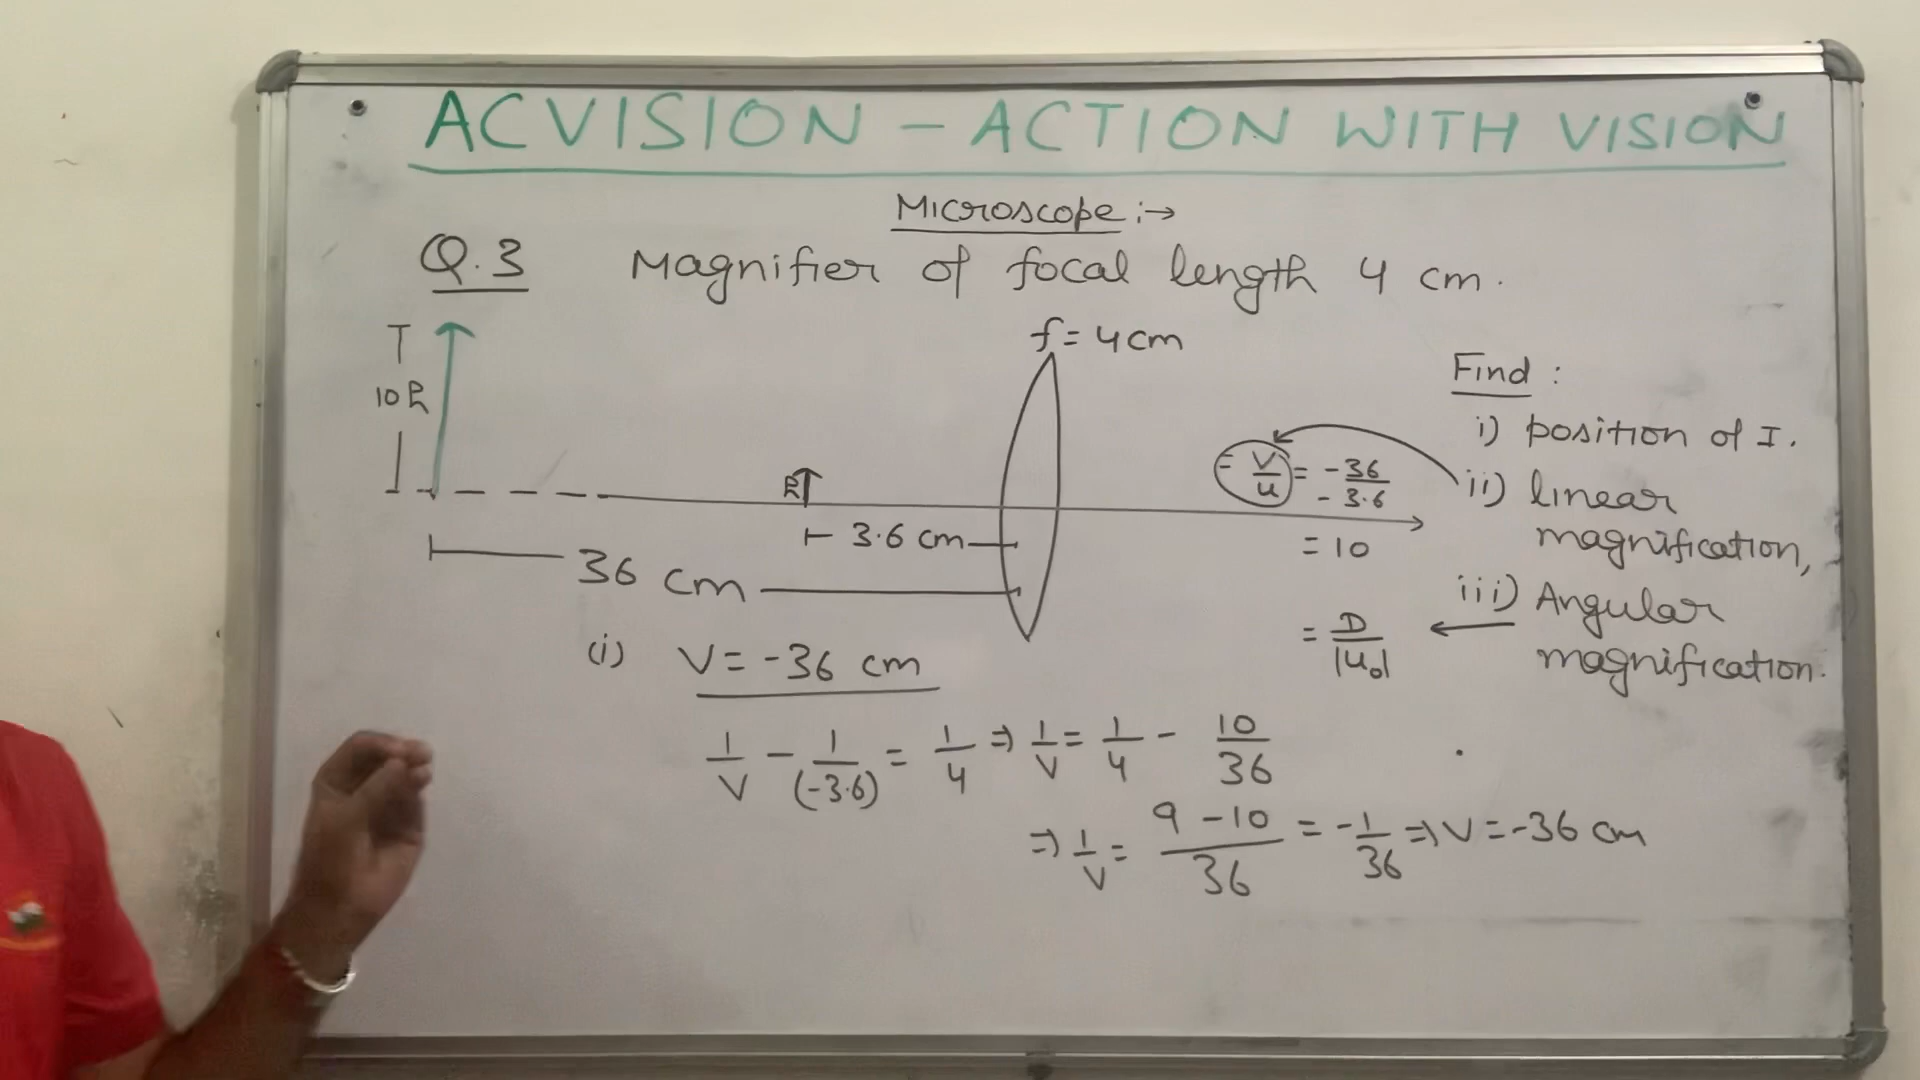 ACVISION - ACTION WITH VISION
Microscope :→
Q.3 Magnifier of focal length 4 cm.
f = 4cm
10 h
h
3.6 cm
36 cm
Find :
i) position of I.
ii) linear
magnification,
= v/u = -36/-3.6
= 10
iii) Angular
magnification.
= D/|u₀|
(i) v = -36 cm
1/v - 1/(-3.6) = 1/4 ⇒ 1/v = 1/4 - 10/36
⇒ 1/v = 9-10/36 = -1/36 ⇒ v = -36 cm